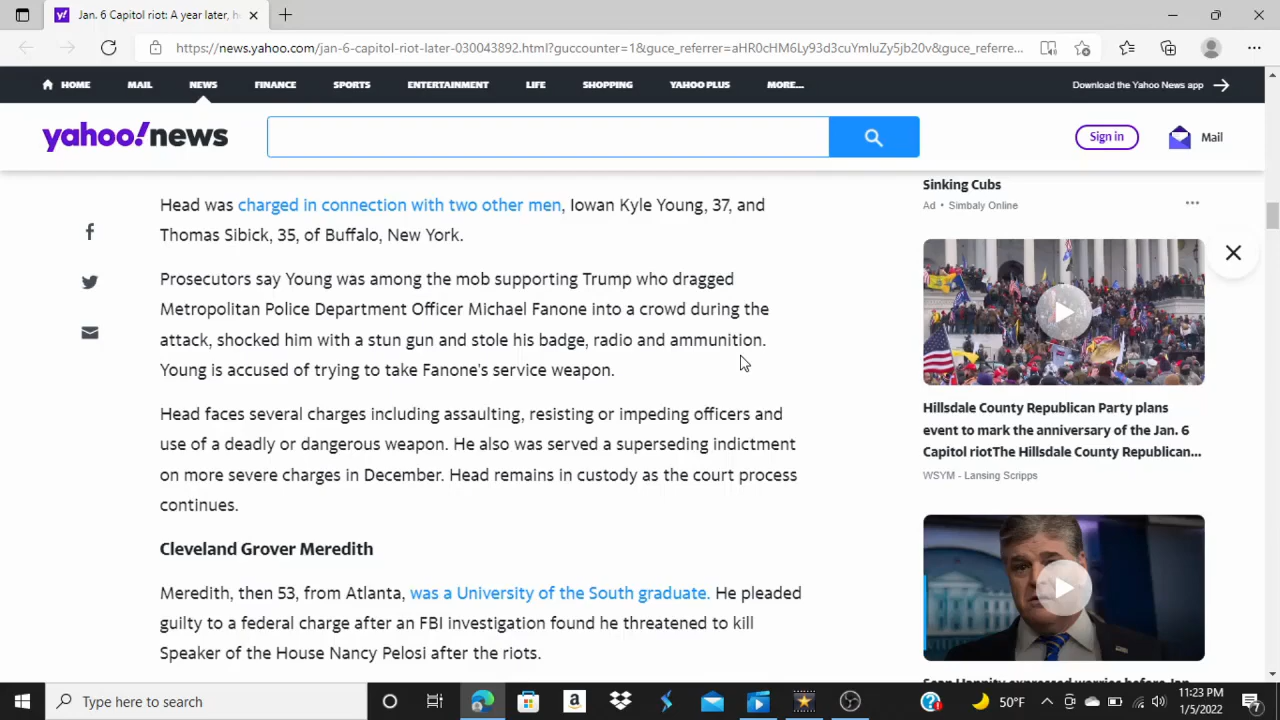 Jan. 6 Capitol riot: A year later, h
https://news.yahoo.com/jan-6-capitol-riot-later-030043892.html?guccounter=1&guce_referrer=aHR0cHM6Ly93d3cuYmluZy5jb20v&guce_referre...
HOME MAIL NEWS FINANCE SPORTS ENTERTAINMENT LIFE SHOPPING YAHOO PLUS MORE... Download the Yahoo News app
yahoo!news Sign in Mail
Head was charged in connection with two other men, Iowan Kyle Young, 37, and
Thomas Sibick, 35, of Buffalo, New York.
Prosecutors say Young was among the mob supporting Trump who dragged
Metropolitan Police Department Officer Michael Fanone into a crowd during the
attack, shocked him with a stun gun and stole his badge, radio and ammunition.
Young is accused of trying to take Fanone's service weapon.
Head faces several charges including assaulting, resisting or impeding officers and
use of a deadly or dangerous weapon. He also was served a superseding indictment
on more severe charges in December. Head remains in custody as the court process
continues.
Cleveland Grover Meredith
Meredith, then 53, from Atlanta, was a University of the South graduate. He pleaded
guilty to a federal charge after an FBI investigation found he threatened to kill
Speaker of the House Nancy Pelosi after the riots.
Sinking Cubs
Ad • Simbaly Online
Hillsdale County Republican Party plans
event to mark the anniversary of the Jan. 6
Capitol riotThe Hillsdale County Republican...
WSYM - Lansing Scripps
Sean Hannity expressed worries before Jan
Type here to search
50°F
11:23 PM
1/5/2022
7